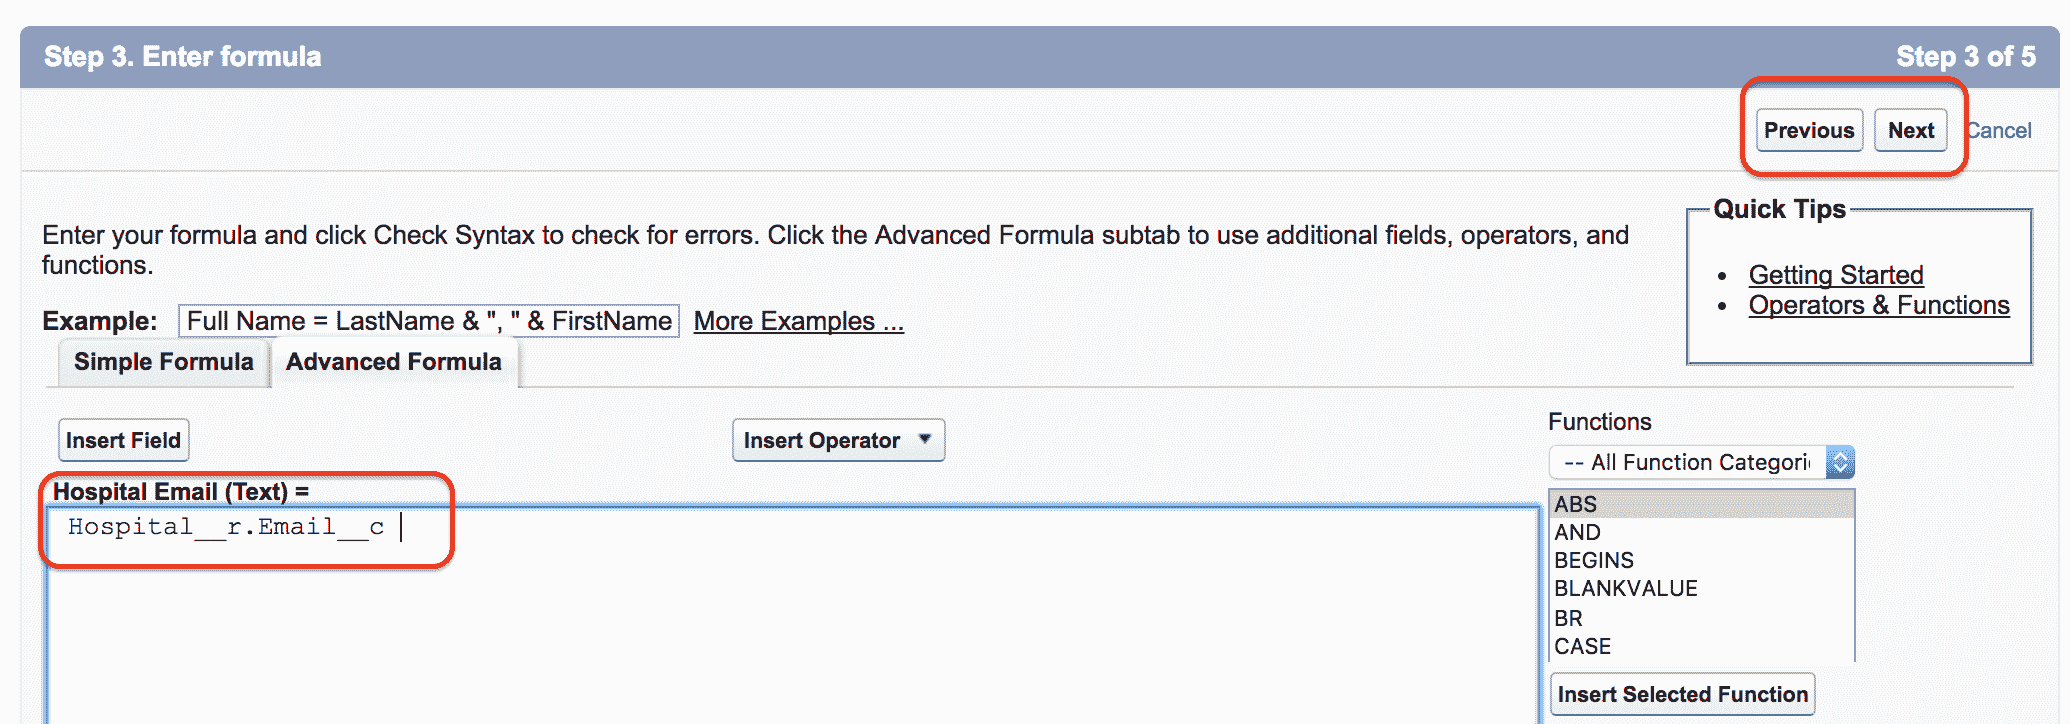 Step 3. Enter formula
Step 3 of 5
Previous
Next
Cancel
Quick Tips
Enter your formula and click Check Syntax to check for errors. Click the Advanced Formula subtab to use additional fields, operators, and
functions.
• Getting Started
• Operators & Functions
Example: Full Name = LastName & ", " & FirstName More Examples ...
Simple Formula
Advanced Formula
Insert Field
Insert Operator
Functions
-- All Function Categori
Hospital Email (Text) =
Hospital__r.Email__c
ABS
AND
BEGINS
BLANKVALUE
BR
CASE
Insert Selected Function